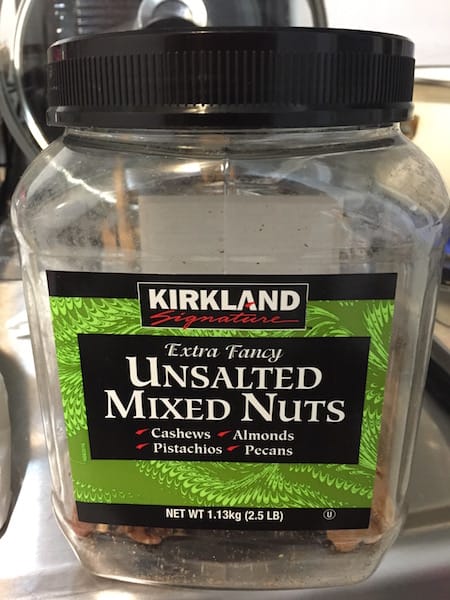 KIRKLAND
Signature
Extra Fancy
UNSALTED
MIXED NUTS
Cashews Almonds
Pistachios Pecans
NET WT 1.13kg (2.5 LB) U